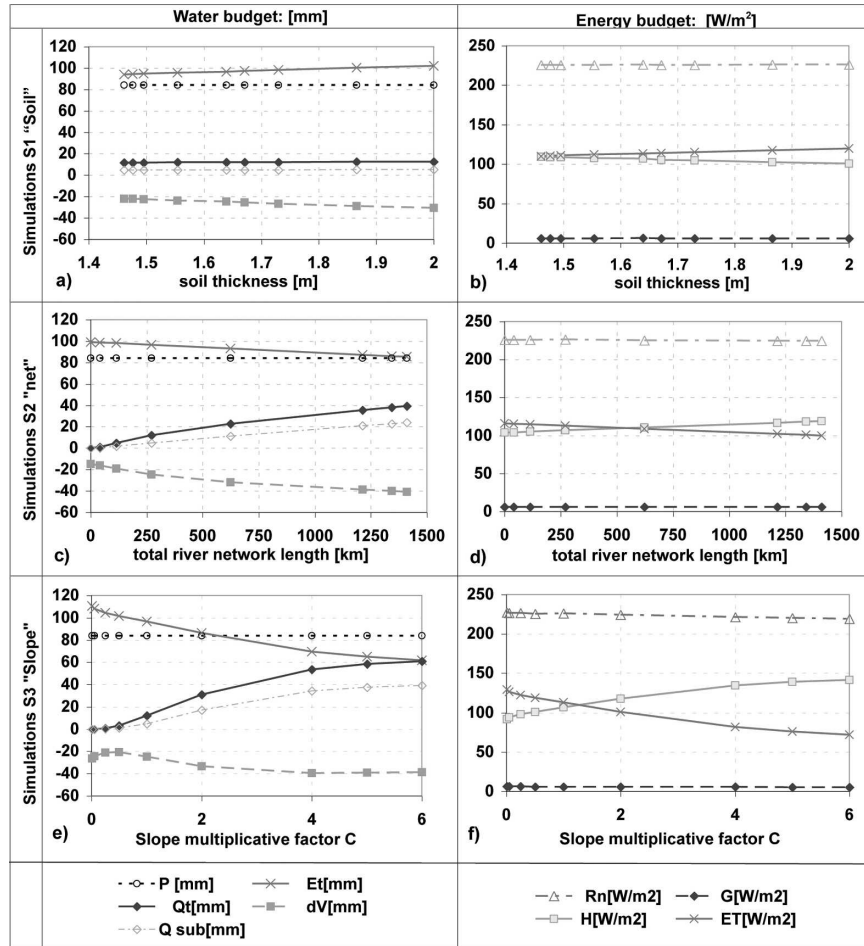 Water budget: [mm]
Energy budget: [W/m²]
Simulations S1 “Soil”
120
100
80
60
40
20
0
-20
-40
-60
1.4 1.5 1.6 1.7 1.8 1.9 2
a) soil thickness [m]
250
200
150
100
50
0
1.4 1.5 1.6 1.7 1.8 1.9 2
b) soil thickness [m]
Simulations S2 "net"
120
100
80
60
40
20
0
-20
-40
-60
0 250 500 750 1000 1250 1500
c) total river network length [km]
250
200
150
100
50
0
0 250 500 750 1000 1250 1500
d) total river network length [km]
Simulations S3 "Slope"
120
100
80
60
40
20
0
-20
-40
-60
0 2 4 6
e) Slope multiplicative factor C
250
200
150
100
50
0
0 2 4 6
f) Slope multiplicative factor C
P [mm] Et[mm]
Qt[mm] dV[mm]
Q sub[mm]
Rn[W/m2] G[W/m2]
H[W/m2] ET[W/m2]